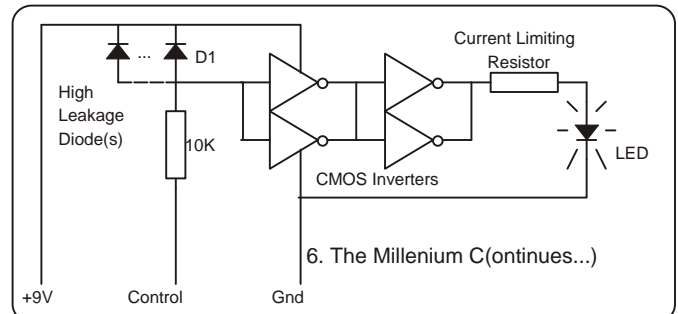 Current Limiting
Resistor
...
D1
High
Leakage
Diode(s)
10K
LED
CMOS Inverters
6. The Millenium C(ontinues...)
+9V
Control
Gnd